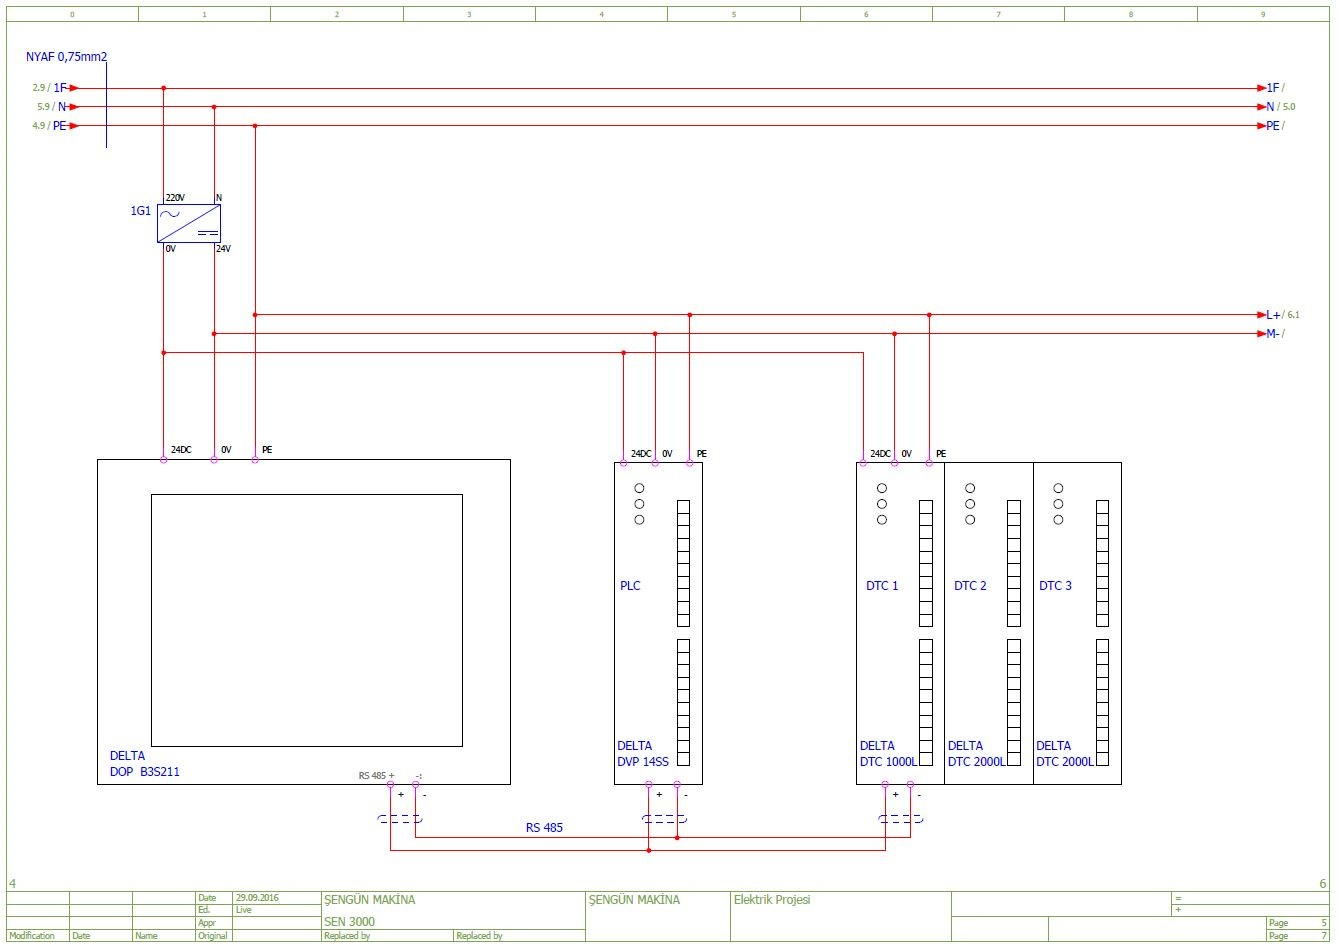 0 1 2 3 4 5 6 7 8 9
NYAF 0,75mm2
2.9 / 1F 1F /
5.9 / N N / 5.0
4.9 / PE PE /
220V N
1G1
0V 24V
L+ / 6.1
M- /
24DC 0V PE
24DC 0V PE
24DC 0V PE
PLC DTC 1 DTC 2 DTC 3
DELTA DELTA DELTA DELTA
DVP 14SS DTC 1000L DTC 2000L DTC 2000L
DELTA
DOP B3S211
RS 485 + -:
+ - + - + -
RS 485
4 6
Date 29.09.2016 ŞENGÜN MAKİNA ŞENGÜN MAKİNA Elektrik Projesi =
Ed. Live +
Appr SEN 3000 Page 5
Modification Date Name Original Replaced by Replaced by Page 7